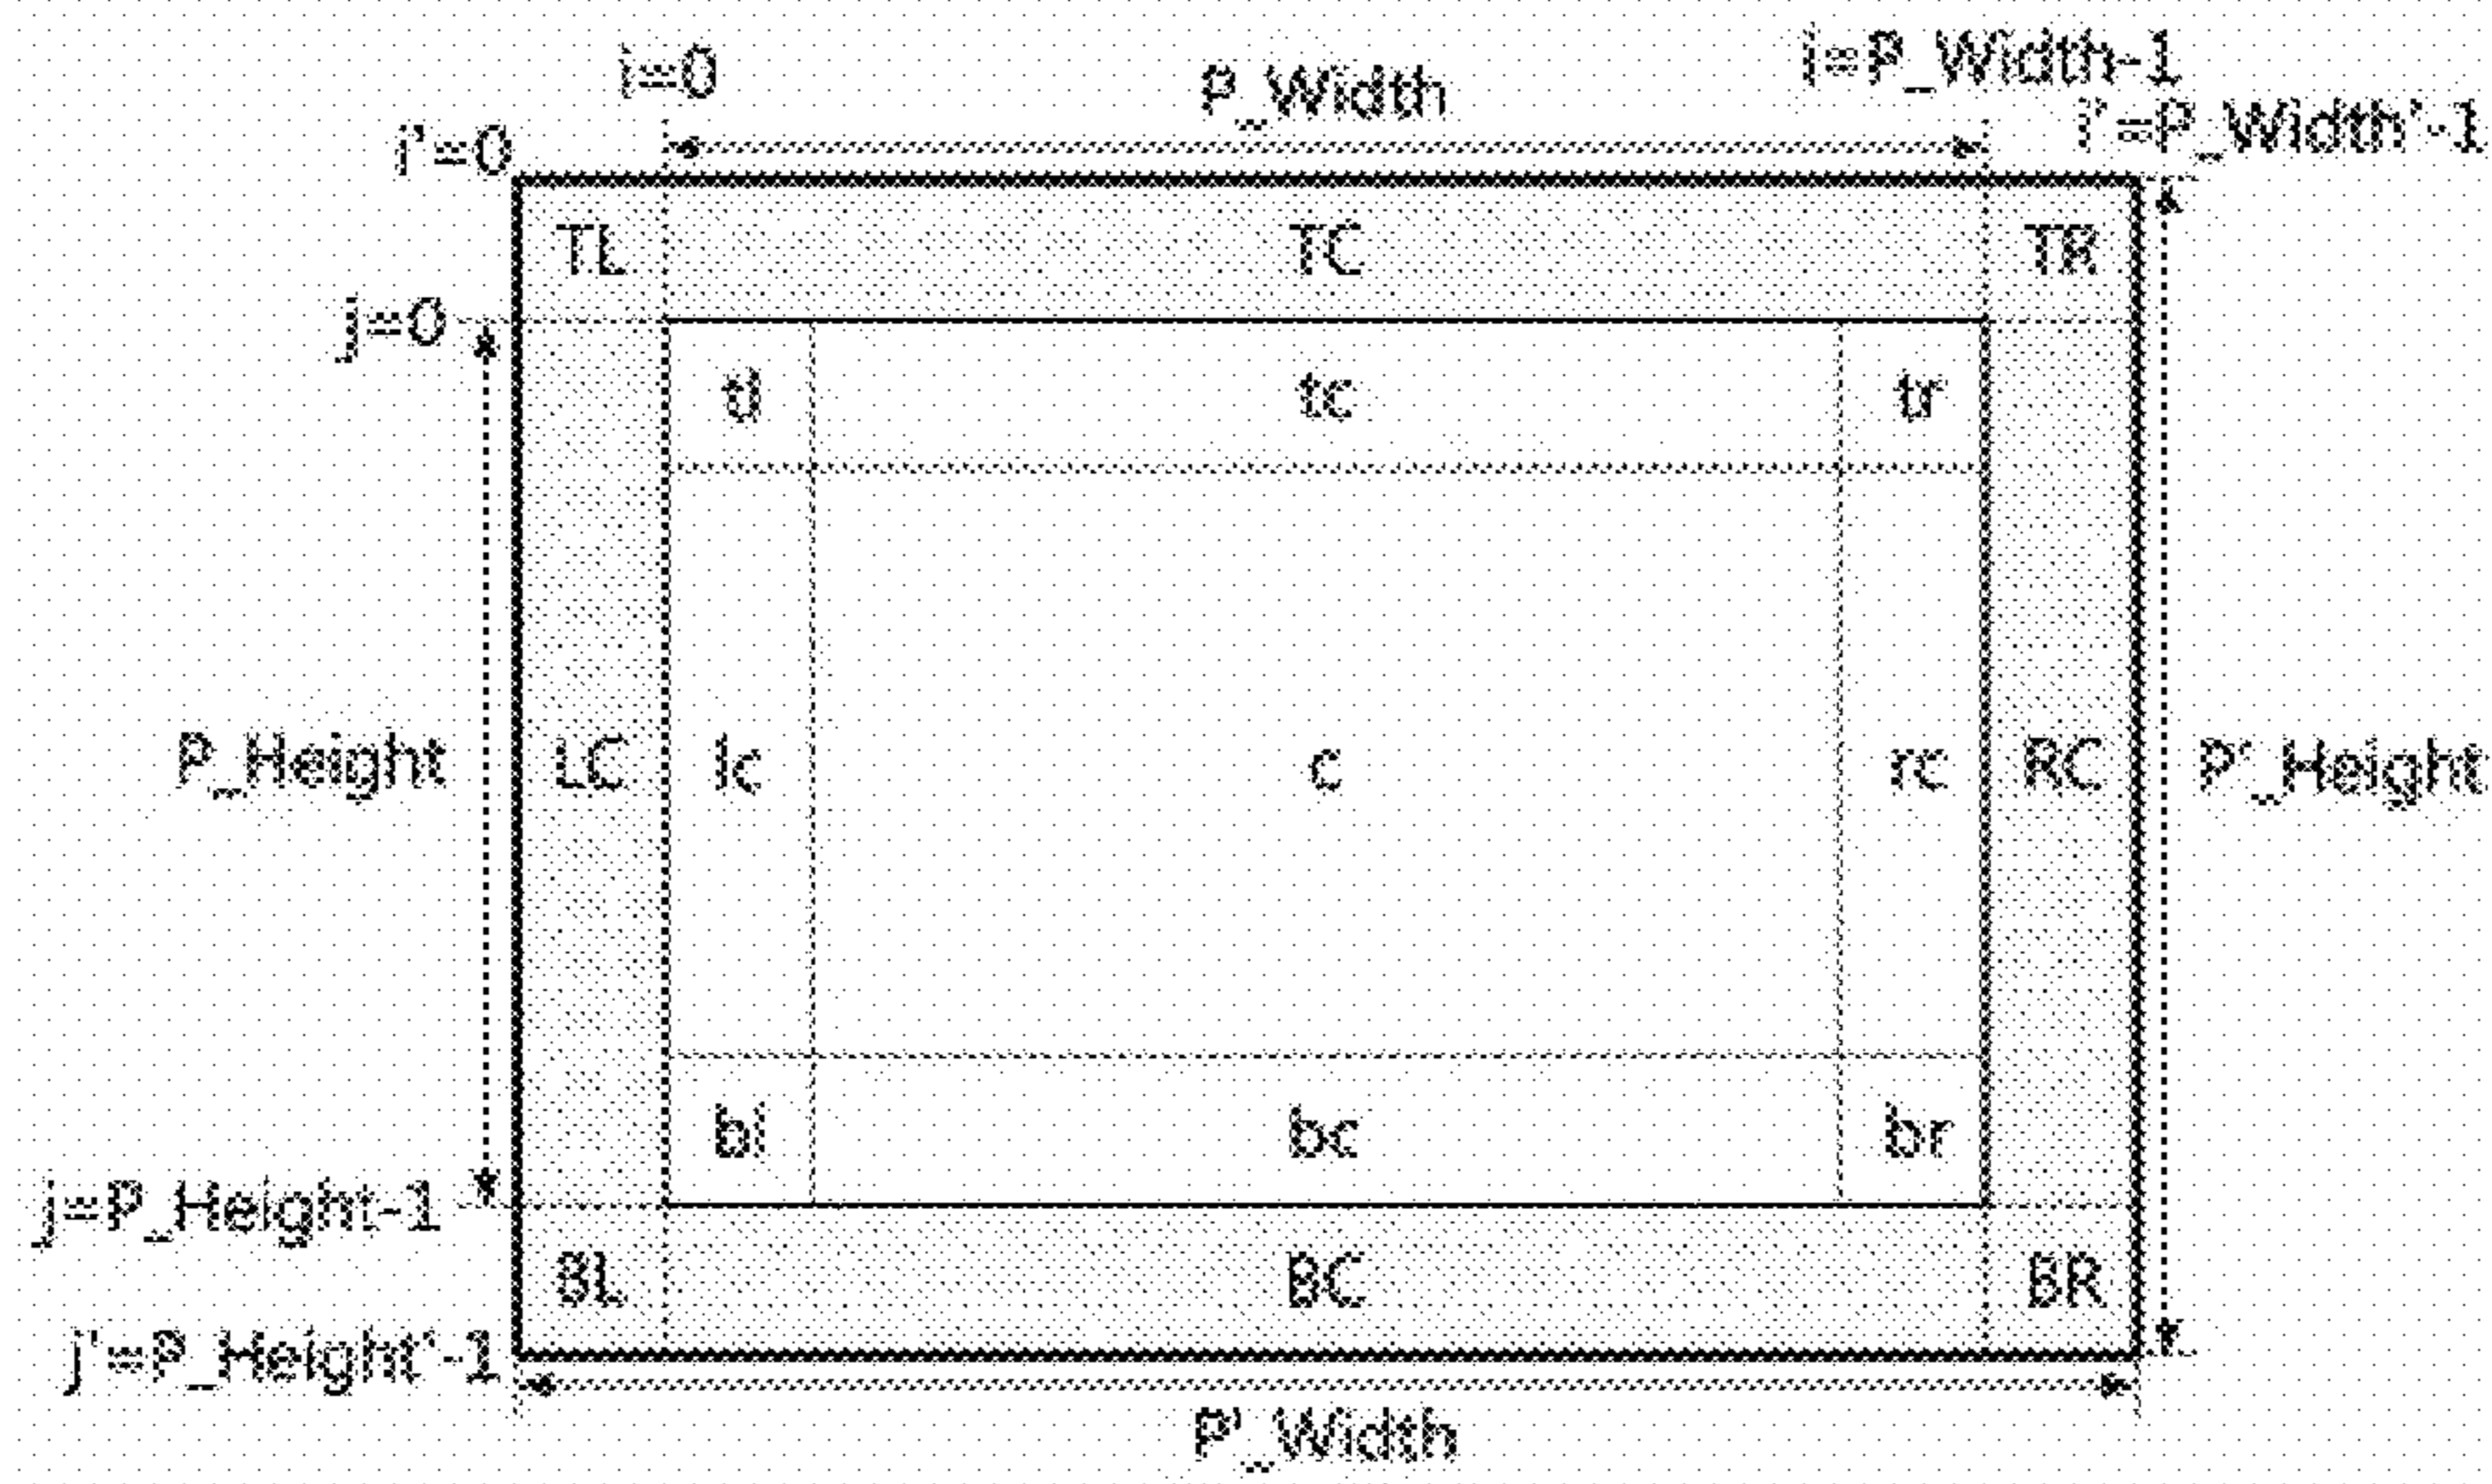 i=0
P_Width
i=P_Width-1
i'=0
i'=P_Width'-1
TL TC TR
j=0
tl tc tr
P_Height LC lc c rc RC P'_Height
bl bc br
j=P_Height-1
BL BC BR
j'=P_Height'-1
P'_Width